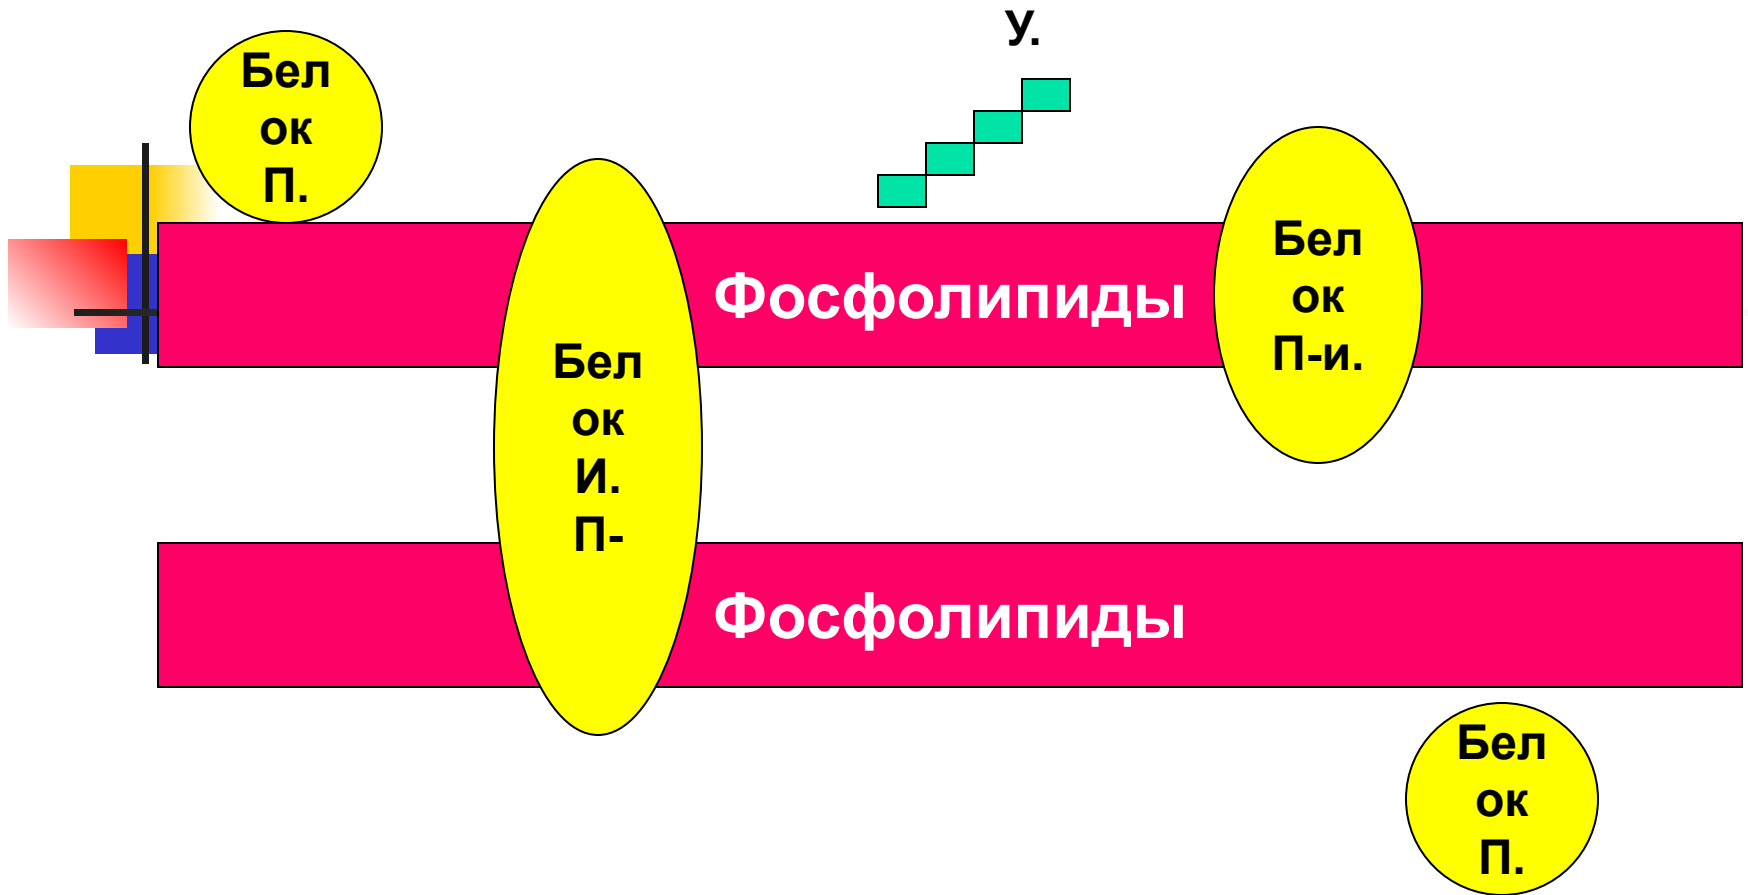 У.
Бел
ок
П.
Фосфолипиды
Бел
ок
П-и.
Бел
ок
И.
П-
Фосфолипиды
Бел
ок
П.